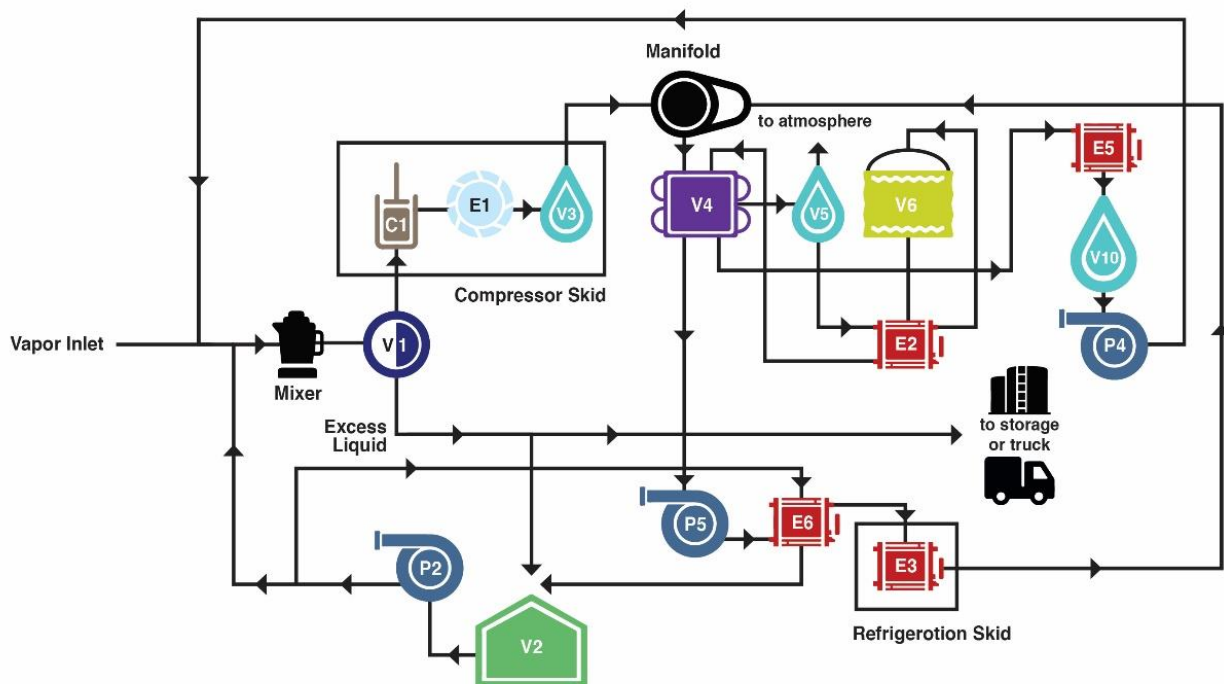 Manifold
to atmosphere
E5
C1
E1
V3
V4
V5
V6
V10
Compressor Skid
Vapor Inlet
Mixer
V1
E2
P4
Excess
Liquid
to storage
or truck
P5
E6
P2
E3
V2
Refrigerotion Skid